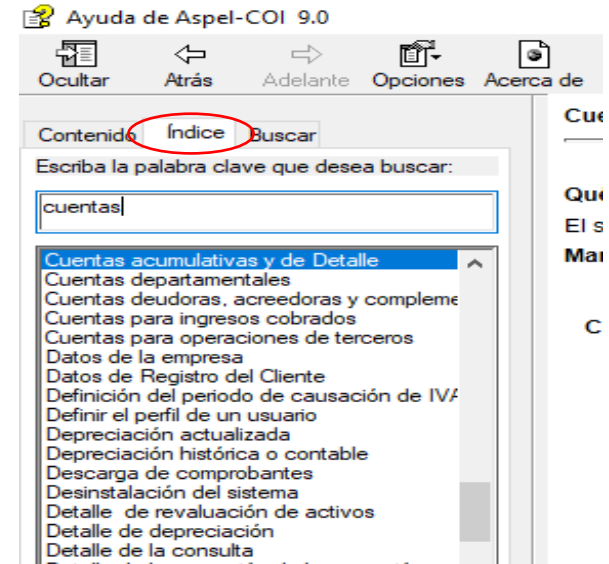 Ayuda de Aspel-COI 9.0
Ocultar Atrás Adelante Opciones Acerca de
Contenido Índice Buscar
Escriba la palabra clave que desea buscar:
cuentas
Cuentas acumulativas y de Detalle
Cuentas departamentales
Cuentas deudoras, acreedoras y compleme
Cuentas para ingresos cobrados
Cuentas para operaciones de terceros
Datos de la empresa
Datos de Registro del Cliente
Definición del periodo de causación de IVA
Definir el perfil de un usuario
Depreciación actualizada
Depreciación histórica o contable
Descarga de comprobantes
Desinstalación del sistema
Detalle de revaluación de activos
Detalle de depreciación
Detalle de la consulta
Cue
Que
El s
Mar
C